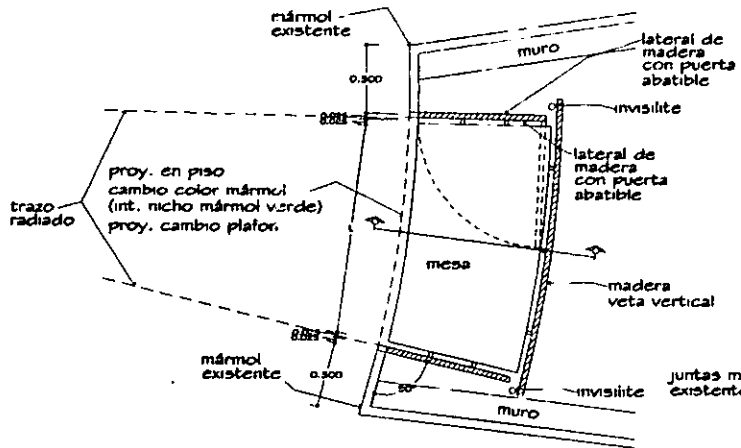 mármol
existente
muro
lateral de
madera
con puerta
abatible
0.300
invisilite
lateral de
madera
con puerta
abatible
proy. en piso
cambio color mármol
(int. nicho mármol verde)
proy. cambio plafon
trazo
radiado
mesa
madera
veta vertical
mármol
existente
0.300
invisilite
juntas m
existent
muro